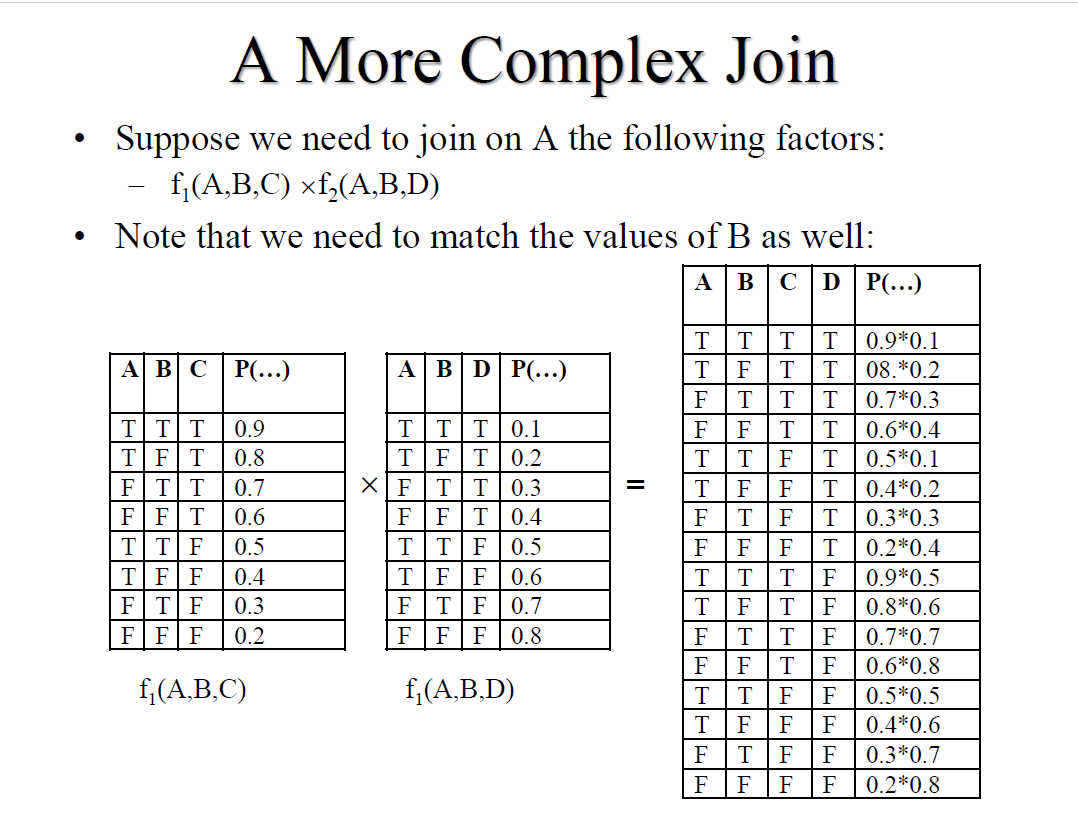 A More Complex Join
• Suppose we need to join on A the following factors:
– f₁(A,B,C) ×f₂(A,B,D)
• Note that we need to match the values of B as well:
A B C P(...)
T T T 0.9
T F T 0.8
F T T 0.7
F F T 0.6
T T F 0.5
T F F 0.4
F T F 0.3
F F F 0.2
f₁(A,B,C)
×
A B D P(...)
T T T 0.1
T F T 0.2
F T T 0.3
F F T 0.4
T T F 0.5
T F F 0.6
F T F 0.7
F F F 0.8
f₁(A,B,D)
=
A B C D P(...)
T T T T 0.9*0.1
T F T T 08.*0.2
F T T T 0.7*0.3
F F T T 0.6*0.4
T T F T 0.5*0.1
T F F T 0.4*0.2
F T F T 0.3*0.3
F F F T 0.2*0.4
T T T F 0.9*0.5
T F T F 0.8*0.6
F T T F 0.7*0.7
F F T F 0.6*0.8
T T F F 0.5*0.5
T F F F 0.4*0.6
F T F F 0.3*0.7
F F F F 0.2*0.8